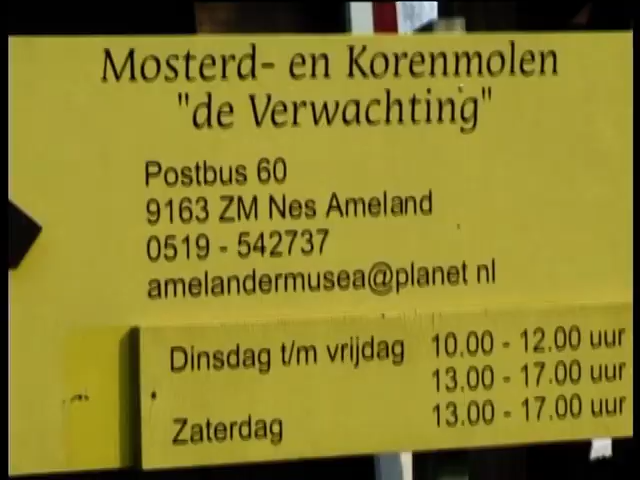 Mosterd- en Korenmolen
"de Verwachting"
Postbus 60
9163 ZM Nes Ameland
0519 - 542737
amelandermusea@planet nl
Dinsdag t/m vrijdag 10.00 - 12.00 uur
13.00 - 17.00 uur
Zaterdag 13.00 - 17.00 uur